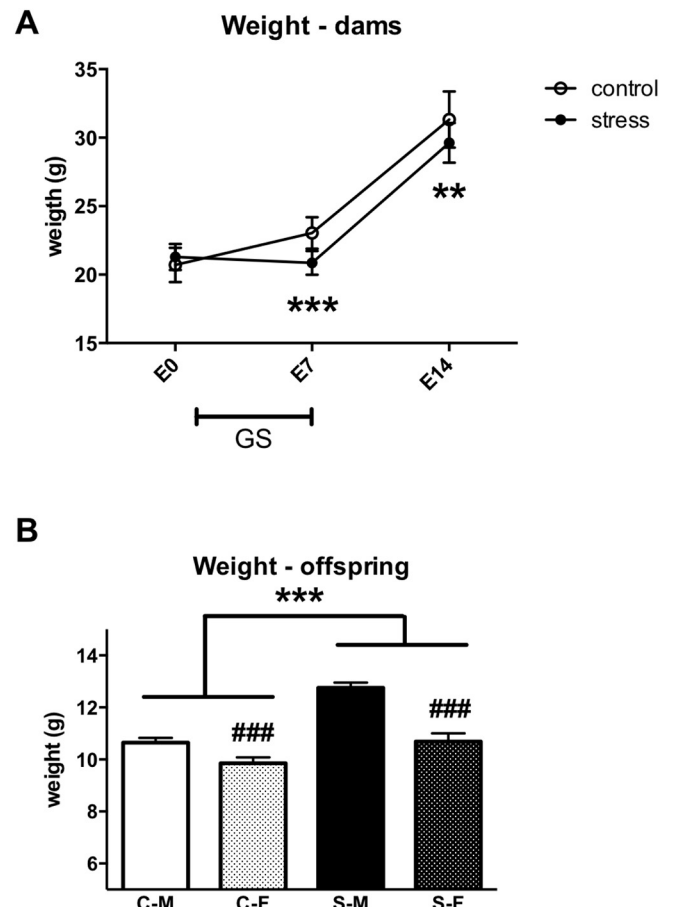 A
Weight - dams
35
30
25
20
15
weigth (g)
control
stress
**
***
E0
E7
E14
GS
B
Weight - offspring
***
14
12
10
8
6
weight (g)
###
###
C-M
C-F
S-M
S-F